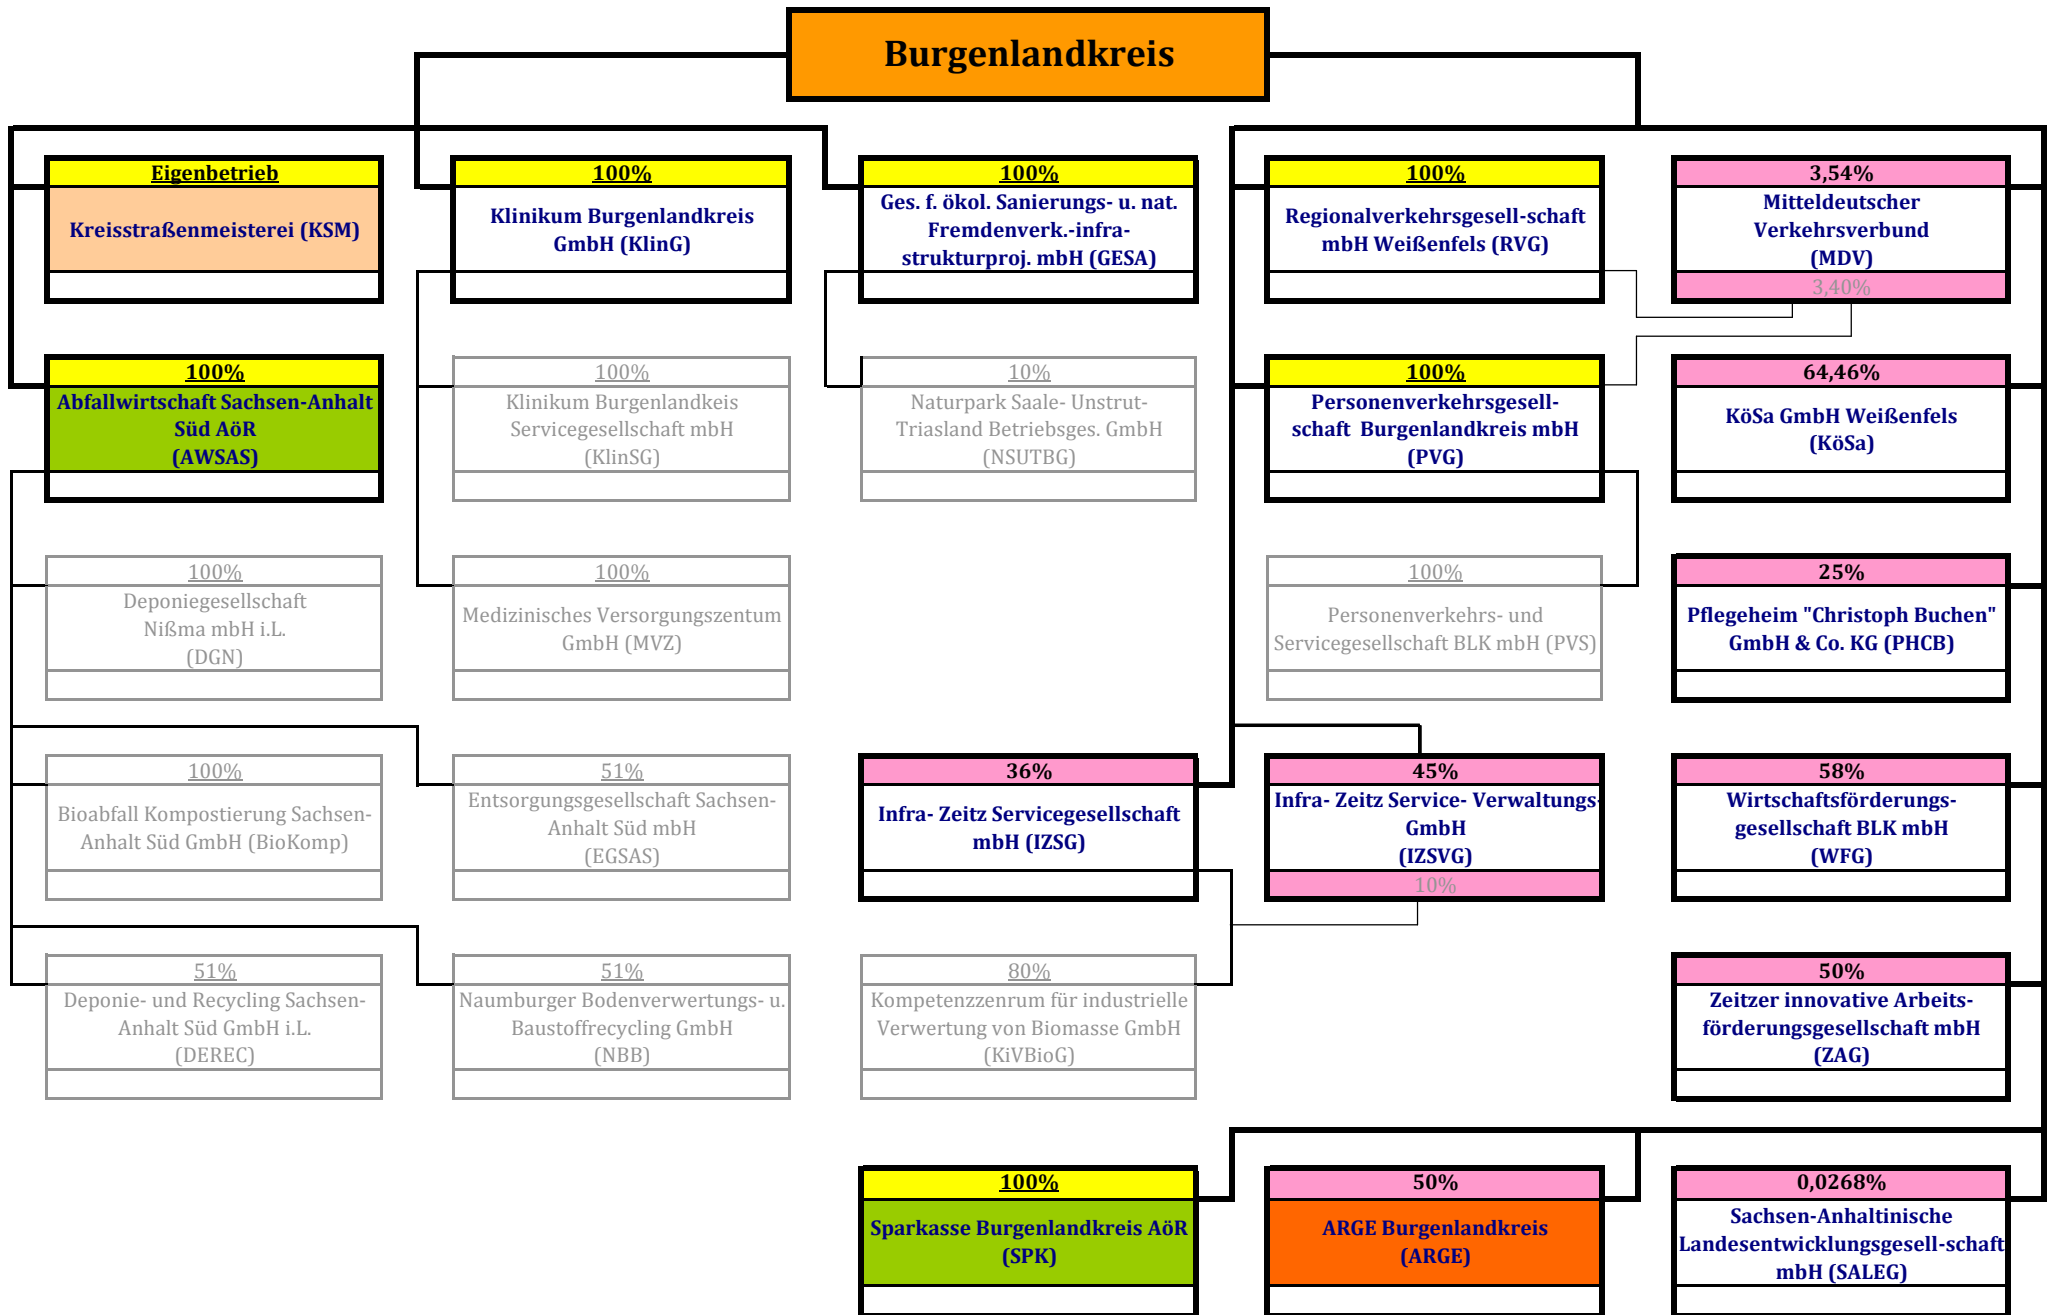 Burgenlandkreis
Eigenbetrieb
Kreisstraßenmeisterei (KSM)
100%
Klinikum Burgenlandkreis
GmbH (KlinG)
100%
Ges. f. ökol. Sanierungs- u. nat.
Fremdenverk.-infra-
strukturproj. mbH (GESA)
100%
Regionalverkehrsgesell-schaft
mbH Weißenfels (RVG)
3,54%
Mitteldeutscher
Verkehrsverbund
(MDV)
3,40%
100%
Abfallwirtschaft Sachsen-Anhalt
Süd AöR
(AWSAS)
100%
Klinikum Burgenlandkeis
Servicegesellschaft mbH
(KlinSG)
10%
Naturpark Saale- Unstrut-
Triasland Betriebsges. GmbH
(NSUTBG)
100%
Personenverkehrsgesell-
schaft Burgenlandkreis mbH
(PVG)
64,46%
KöSa GmbH Weißenfels
(KöSa)
100%
Deponiegesellschaft
Nißma mbH i.L.
(DGN)
100%
Medizinisches Versorgungszentum
GmbH (MVZ)
100%
Personenverkehrs- und
Servicegesellschaft BLK mbH (PVS)
25%
Pflegeheim "Christoph Buchen"
GmbH & Co. KG (PHCB)
100%
Bioabfall Kompostierung Sachsen-
Anhalt Süd GmbH (BioKomp)
51%
Entsorgungsgesellschaft Sachsen-
Anhalt Süd mbH
(EGSAS)
36%
Infra- Zeitz Servicegesellschaft
mbH (IZSG)
45%
Infra- Zeitz Service- Verwaltungs-
GmbH
(IZSVG)
10%
58%
Wirtschaftsförderungs-
gesellschaft BLK mbH
(WFG)
51%
Deponie- und Recycling Sachsen-
Anhalt Süd GmbH i.L.
(DEREC)
51%
Naumburger Bodenverwertungs- u.
Baustoffrecycling GmbH
(NBB)
80%
Kompetenzzenrum für industrielle
Verwertung von Biomasse GmbH
(KiVBioG)
50%
Zeitzer innovative Arbeits-
förderungsgesellschaft mbH
(ZAG)
100%
Sparkasse Burgenlandkreis AöR
(SPK)
50%
ARGE Burgenlandkreis
(ARGE)
0,0268%
Sachsen-Anhaltinische
Landesentwicklungsgesell-schaft
mbH (SALEG)